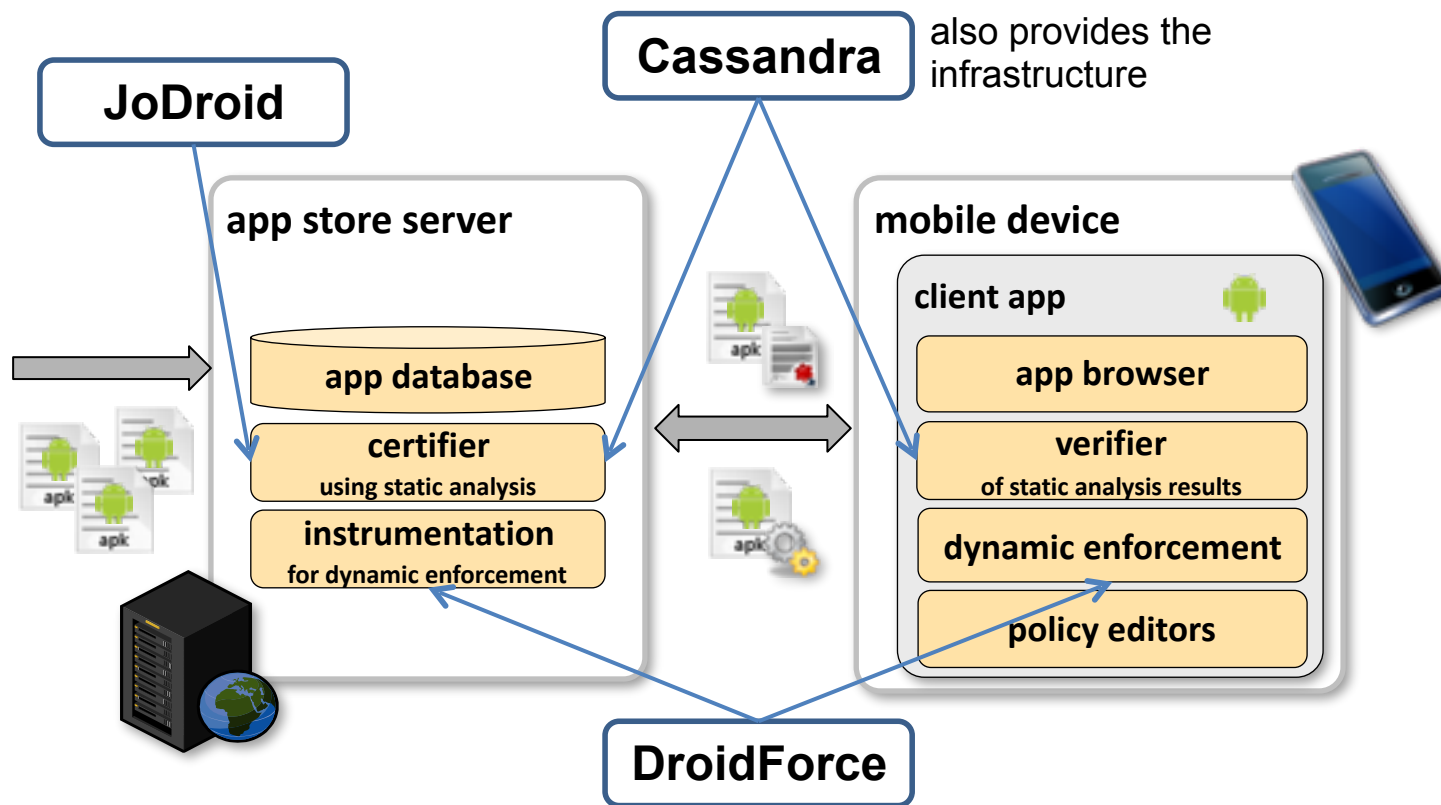 Cassandra
also provides the
infrastructure
JoDroid
app store server
mobile device
client app
app database
certifier
using static analysis
instrumentation
for dynamic enforcement
apk
apk
apk
apk
apk
app browser
verifier
of static analysis results
dynamic enforcement
policy editors
DroidForce